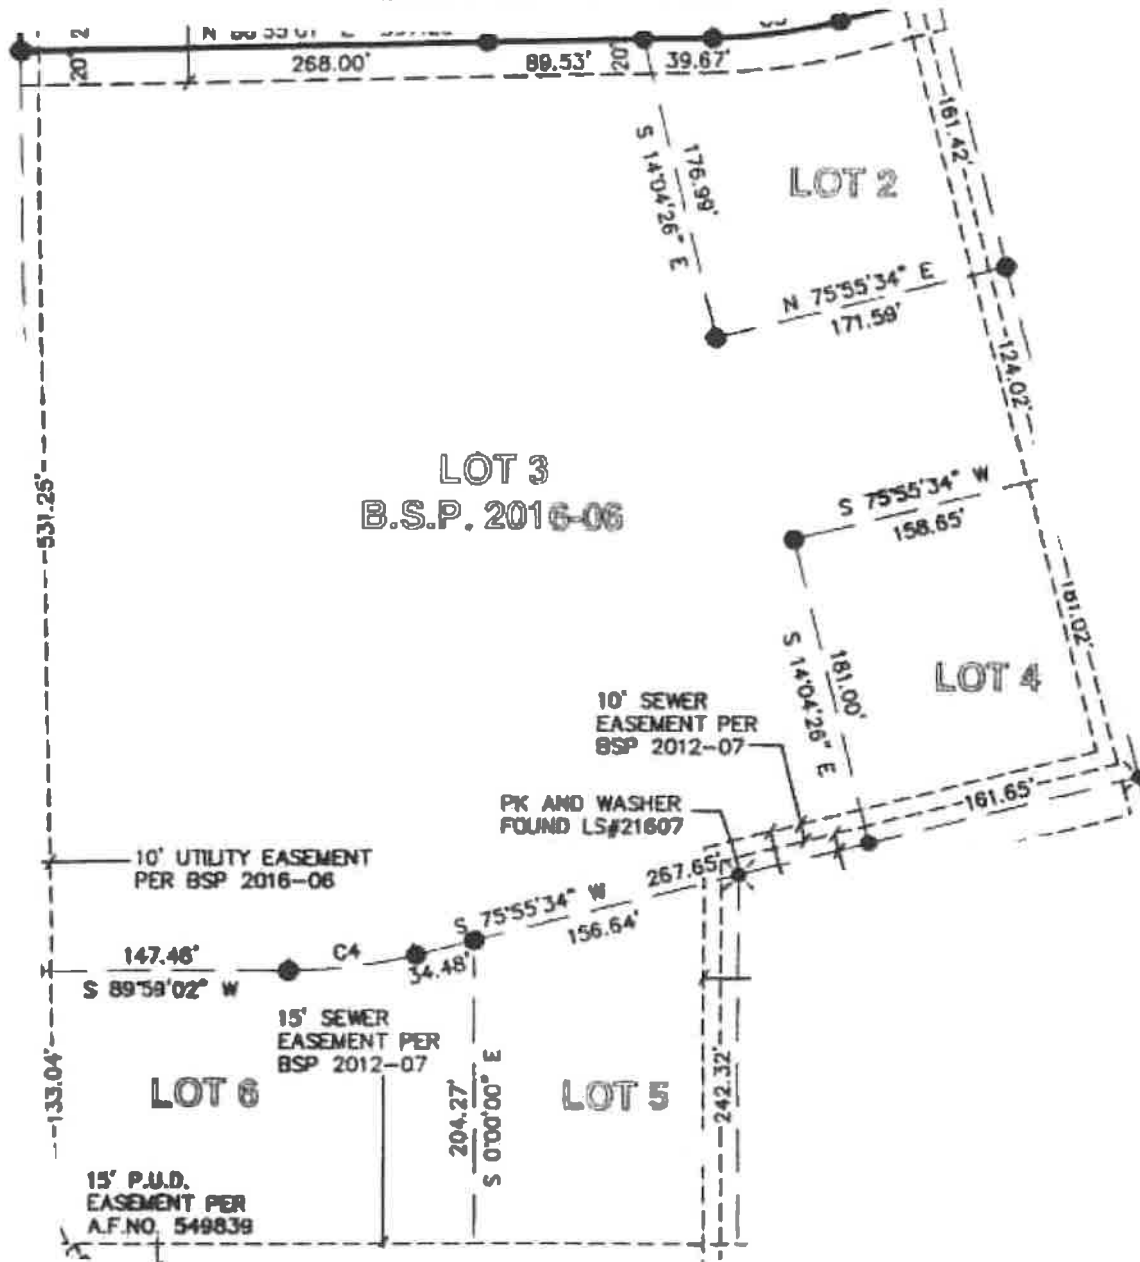 20'
268.00'
89.53'
20'
39.67'
161.42'
176.99'
S 14°04'26" E
LOT 2
N 75°55'34" E
171.59'
124.02'
LOT 3
B.S.P. 2016-06
531.25'
S 75°55'34" W
158.65'
181.02'
181.00'
S 14°04'26" E
LOT 4
10' SEWER
EASEMENT PER
BSP 2012-07
161.65'
PK AND WASHER
FOUND LS#21607
10' UTILITY EASEMENT
PER BSP 2016-06
267.65'
S 75°55'34" W
156.64'
147.46'
S 89°59'02" W
C4
34.48'
15' SEWER
EASEMENT PER
BSP 2012-07
133.04'
LOT 6
204.27'
S 0°00'00" E
LOT 5
242.32'
15' P.U.D.
EASEMENT PER
A.F.NO. 549839